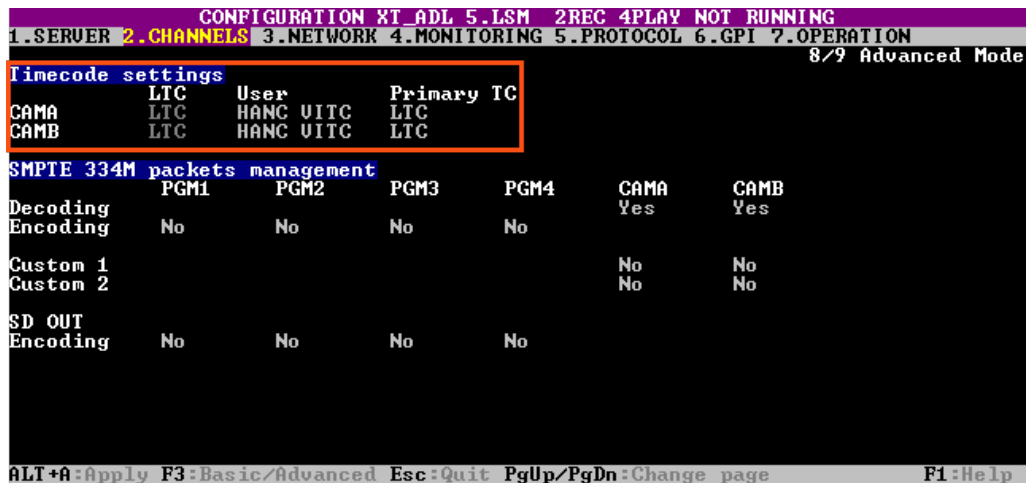 CONFIGURATION XT_ADL 5.LSM 2REC 4PLAY NOT RUNNING
1.SERVER 2.CHANNELS 3.NETWORK 4.MONITORING 5.PROTOCOL 6.GPI 7.OPERATION
8/9 Advanced Mode
Timecode settings
LTC User Primary TC
CAMA LTC HANC VITC LTC
CAMB LTC HANC VITC LTC
SMPTE 334M packets management
PGM1 PGM2 PGM3 PGM4 CAMA CAMB
Decoding Yes Yes
Encoding No No No No
Custom 1 No No
Custom 2 No No
SD OUT
Encoding No No No No
ALT+A:Apply F3:Basic/Advanced Esc:Quit PgUp/PgDn:Change page F1:Help